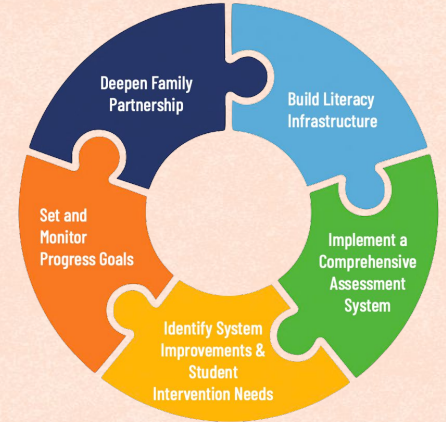 Deepen Family
Partnership
Build Literacy
Infrastructure
Implement a
Comprehensive
Assessment
System
Identify System
Improvements &
Student
Intervention Needs
Set and
Monitor
Progress Goals